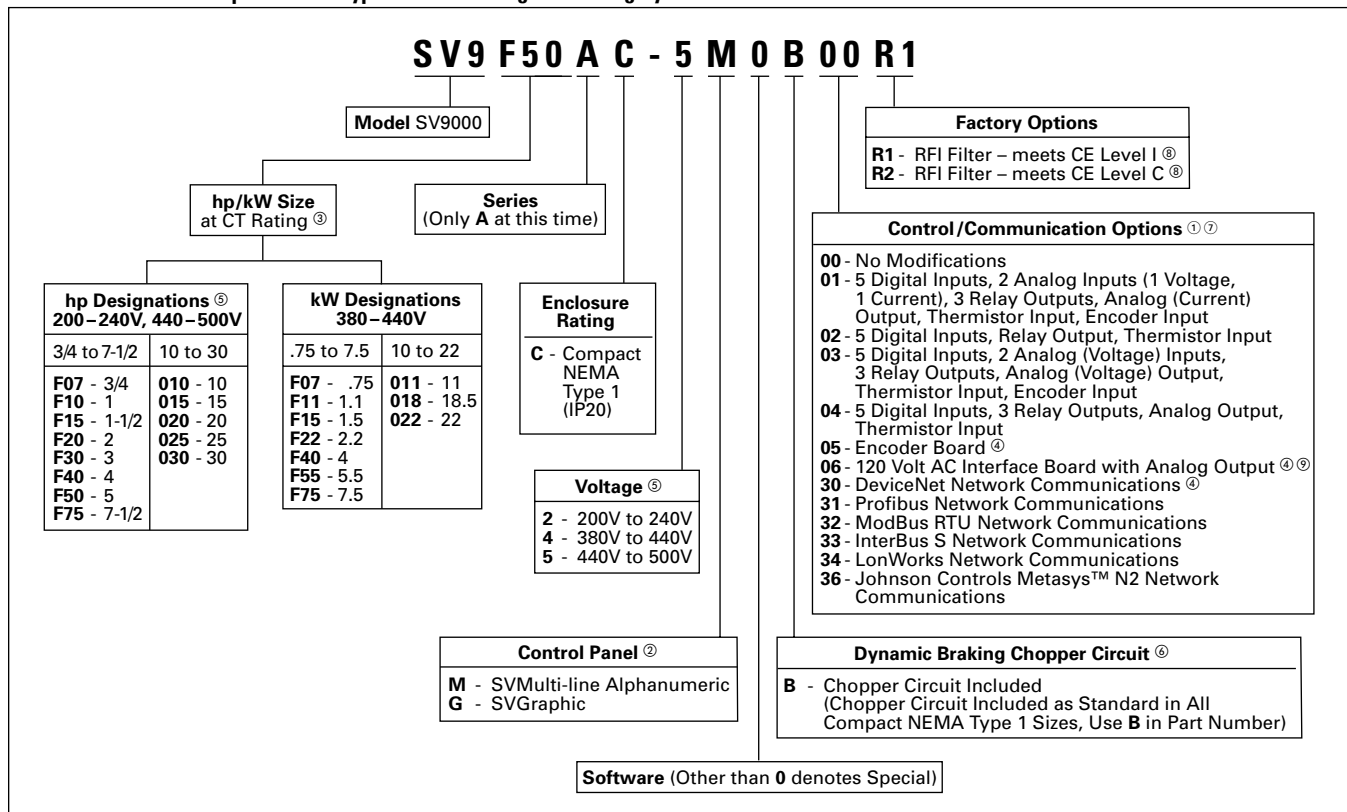 SV9 F50 A C - 5 M 0 B 00 R1
Model SV9000
Factory Options
R1 - RFI Filter – meets CE Level I ⑧
R2 - RFI Filter – meets CE Level C ⑧
hp/kW Size
at CT Rating ③
Series
(Only A at this time)
Control/Communication Options ①⑦
00 - No Modifications
01 - 5 Digital Inputs, 2 Analog Inputs (1 Voltage,
1 Current), 3 Relay Outputs, Analog (Current)
Output, Thermistor Input, Encoder Input
02 - 5 Digital Inputs, Relay Output, Thermistor Input
03 - 5 Digital Inputs, 2 Analog (Voltage) Inputs,
3 Relay Outputs, Analog (Voltage) Output,
Thermistor Input, Encoder Input
04 - 5 Digital Inputs, 3 Relay Outputs, Analog Output,
Thermistor Input
05 - Encoder Board ④
06 - 120 Volt AC Interface Board with Analog Output ④⑨
30 - DeviceNet Network Communications ④
31 - Profibus Network Communications
32 - ModBus RTU Network Communications
33 - InterBus S Network Communications
34 - LonWorks Network Communications
36 - Johnson Controls Metasys™ N2 Network
Communications
hp Designations ⑤
200–240V, 440–500V
3/4 to 7-1/2
F07 - 3/4
F10 - 1
F15 - 1-1/2
F20 - 2
F30 - 3
F40 - 4
F50 - 5
F75 - 7-1/2
10 to 30
010 - 10
015 - 15
020 - 20
025 - 25
030 - 30
kW Designations
380–440V
.75 to 7.5
F07 - .75
F11 - 1.1
F15 - 1.5
F22 - 2.2
F40 - 4
F55 - 5.5
F75 - 7.5
10 to 22
011 - 11
018 - 18.5
022 - 22
Enclosure
Rating
C - Compact
NEMA
Type 1
(IP20)
Voltage ⑤
2 - 200V to 240V
4 - 380V to 440V
5 - 440V to 500V
Control Panel ②
M - SVMulti-line Alphanumeric
G - SVGraphic
Dynamic Braking Chopper Circuit ⑥
B - Chopper Circuit Included
(Chopper Circuit Included as Standard in All
Compact NEMA Type 1 Sizes, Use B in Part Number)
Software (Other than 0 denotes Special)